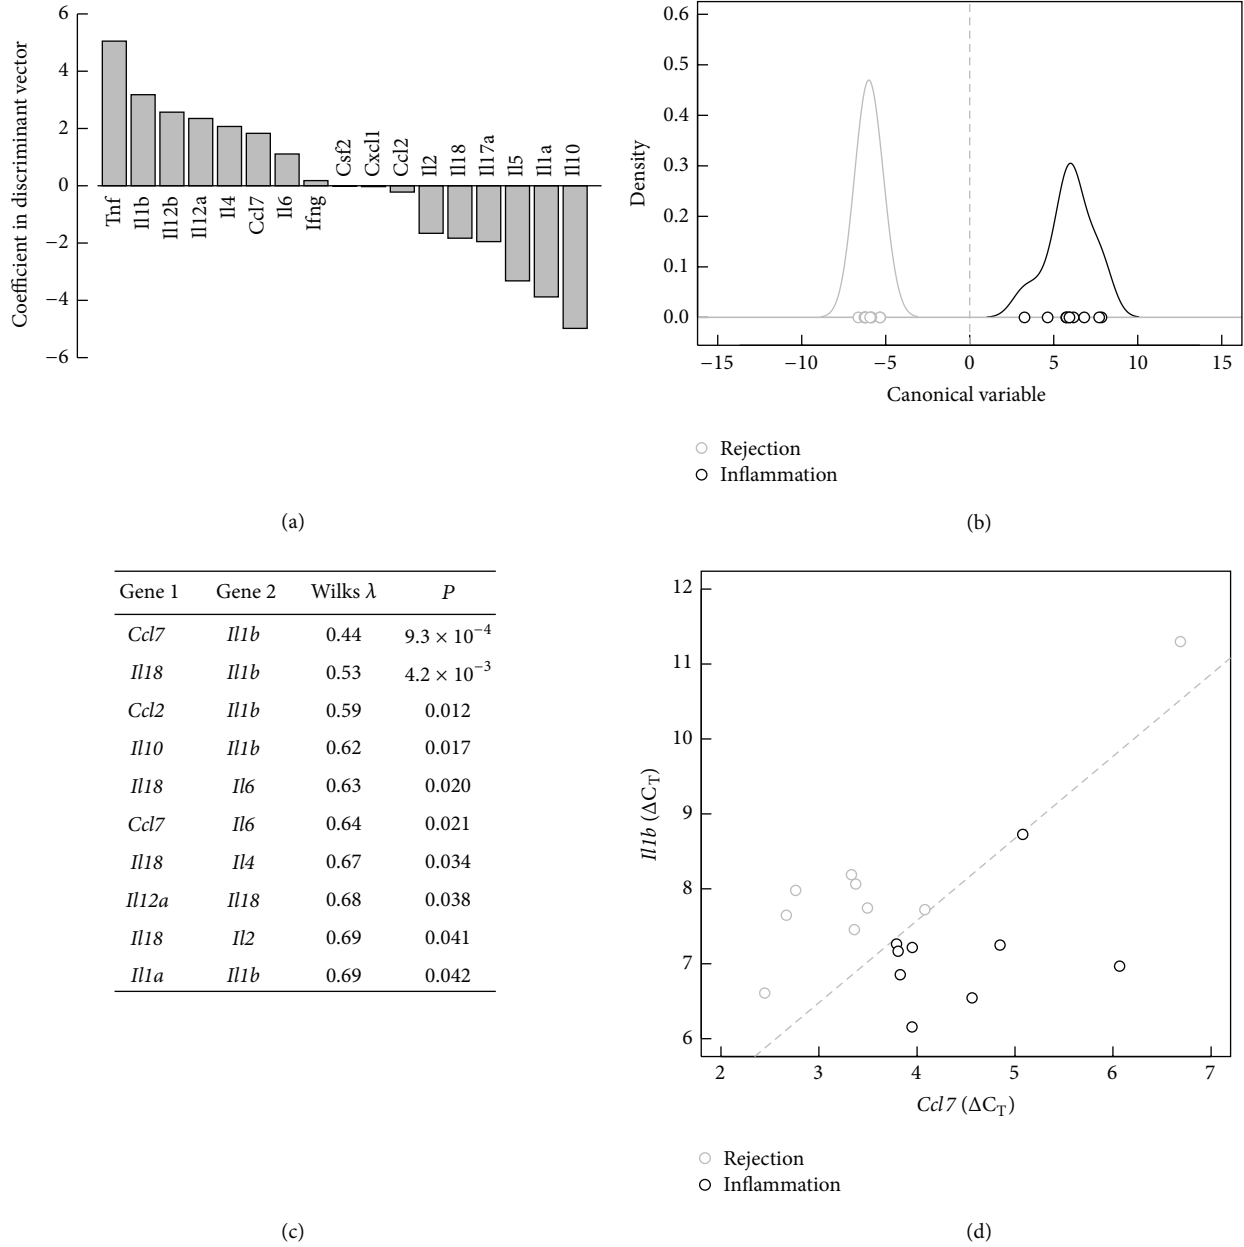 6
4
2
0
−2
−4
−6
Coefficient in discriminant vector
Tnf
Il1b
Il12b
Il12a
Il4
Ccl7
Il6
Ifng
Csf2
Cxcl1
Ccl2
Il2
Il18
Il17a
Il5
Il1a
Il10
(a)
0.6
0.5
0.4
0.3
0.2
0.1
0.0
Density
−15 −10 −5 0 5 10 15
Canonical variable
Rejection
Inflammation
(b)
Gene 1 Gene 2 Wilks λ P
Ccl7 Il1b 0.44 9.3 × 10⁻⁴
Il18 Il1b 0.53 4.2 × 10⁻³
Ccl2 Il1b 0.59 0.012
Il10 Il1b 0.62 0.017
Il18 Il6 0.63 0.020
Ccl7 Il6 0.64 0.021
Il18 Il4 0.67 0.034
Il12a Il18 0.68 0.038
Il18 Il2 0.69 0.041
Il1a Il1b 0.69 0.042
(c)
12
11
10
9
8
7
6
Il1b (ΔC_T)
2 3 4 5 6 7
Ccl7 (ΔC_T)
Rejection
Inflammation
(d)